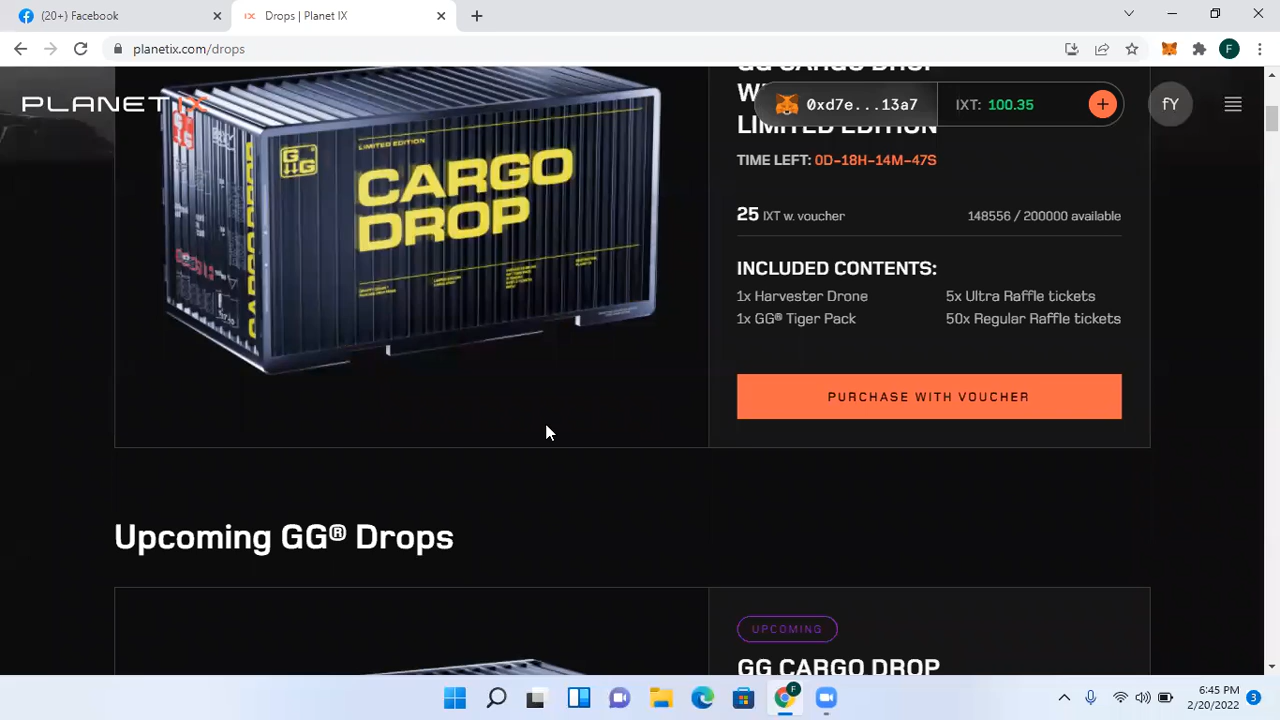 (20+) Facebook
Drops | Planet IX
planetix.com/drops
F
PLANET IX
0xd7e...13a7
IXT: 100.35
fY
LIMITED EDITION
TIME LEFT: 0D-18H-14M-47S
25 IXT w. voucher
148556 / 200000 available
INCLUDED CONTENTS:
1x Harvester Drone
5x Ultra Raffle tickets
1x GG® Tiger Pack
50x Regular Raffle tickets
PURCHASE WITH VOUCHER
LIMITED EDITION
CARGO
DROP
Upcoming GG® Drops
UPCOMING
GG CARGO DROP
6:45 PM
2/20/2022
3